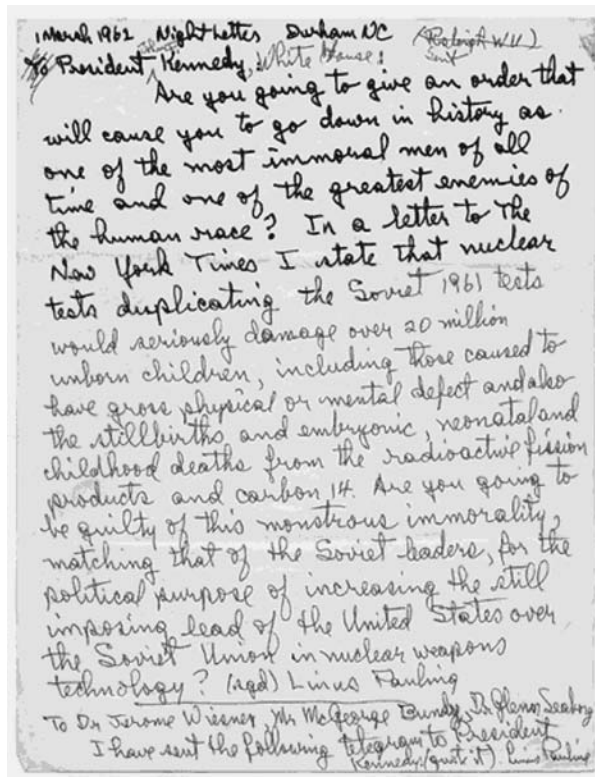 1 March 1962 Night Letter Durham NC (Raleigh W.U.)
To President John F. Kennedy, White House: Sent
Are you going to give an order that
will cause you to go down in history as
one of the most immoral men of all
time and one of the greatest enemies of
the human race? In a letter to The
New York Times I state that nuclear
tests duplicating the Soviet 1961 tests
would seriously damage over 20 million
unborn children, including those caused to
have gross physical or mental defect and also
the stillbirths and embryonic, neonatal and
childhood deaths from the radioactive fission
products and carbon 14. Are you going to
be guilty of this monstrous immorality,
matching that of the Soviet leaders, for the
political purpose of increasing the still
imposing lead of the United States over
the Soviet Union in nuclear weapons
technology? (sgd) Linus Pauling
To Dr. Jerome Wiesner, Mr. McGeorge Bundy, Dr. Glenn Seaborg
I have sent the following telegram to President
Kennedy: (quote it). Linus Pauling